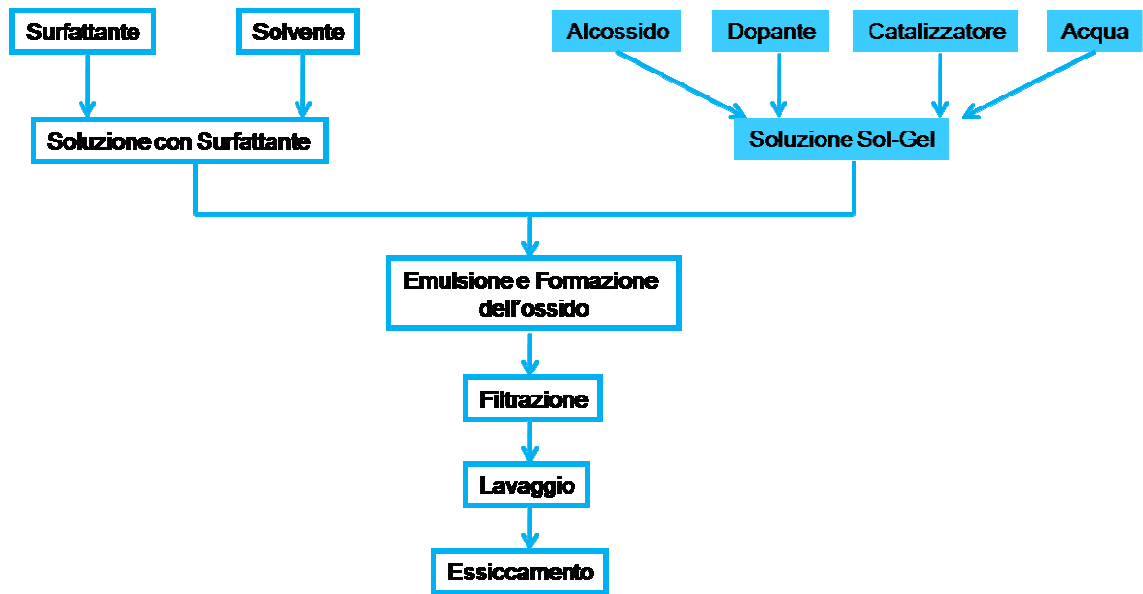 Surfattante
Solvente
Alcossido
Dopante
Catalizzatore
Acqua
Soluzione con Surfattante
Soluzione Sol-Gel
Emulsione e Formazione
dell'ossido
Filtrazione
Lavaggio
Essiccamento